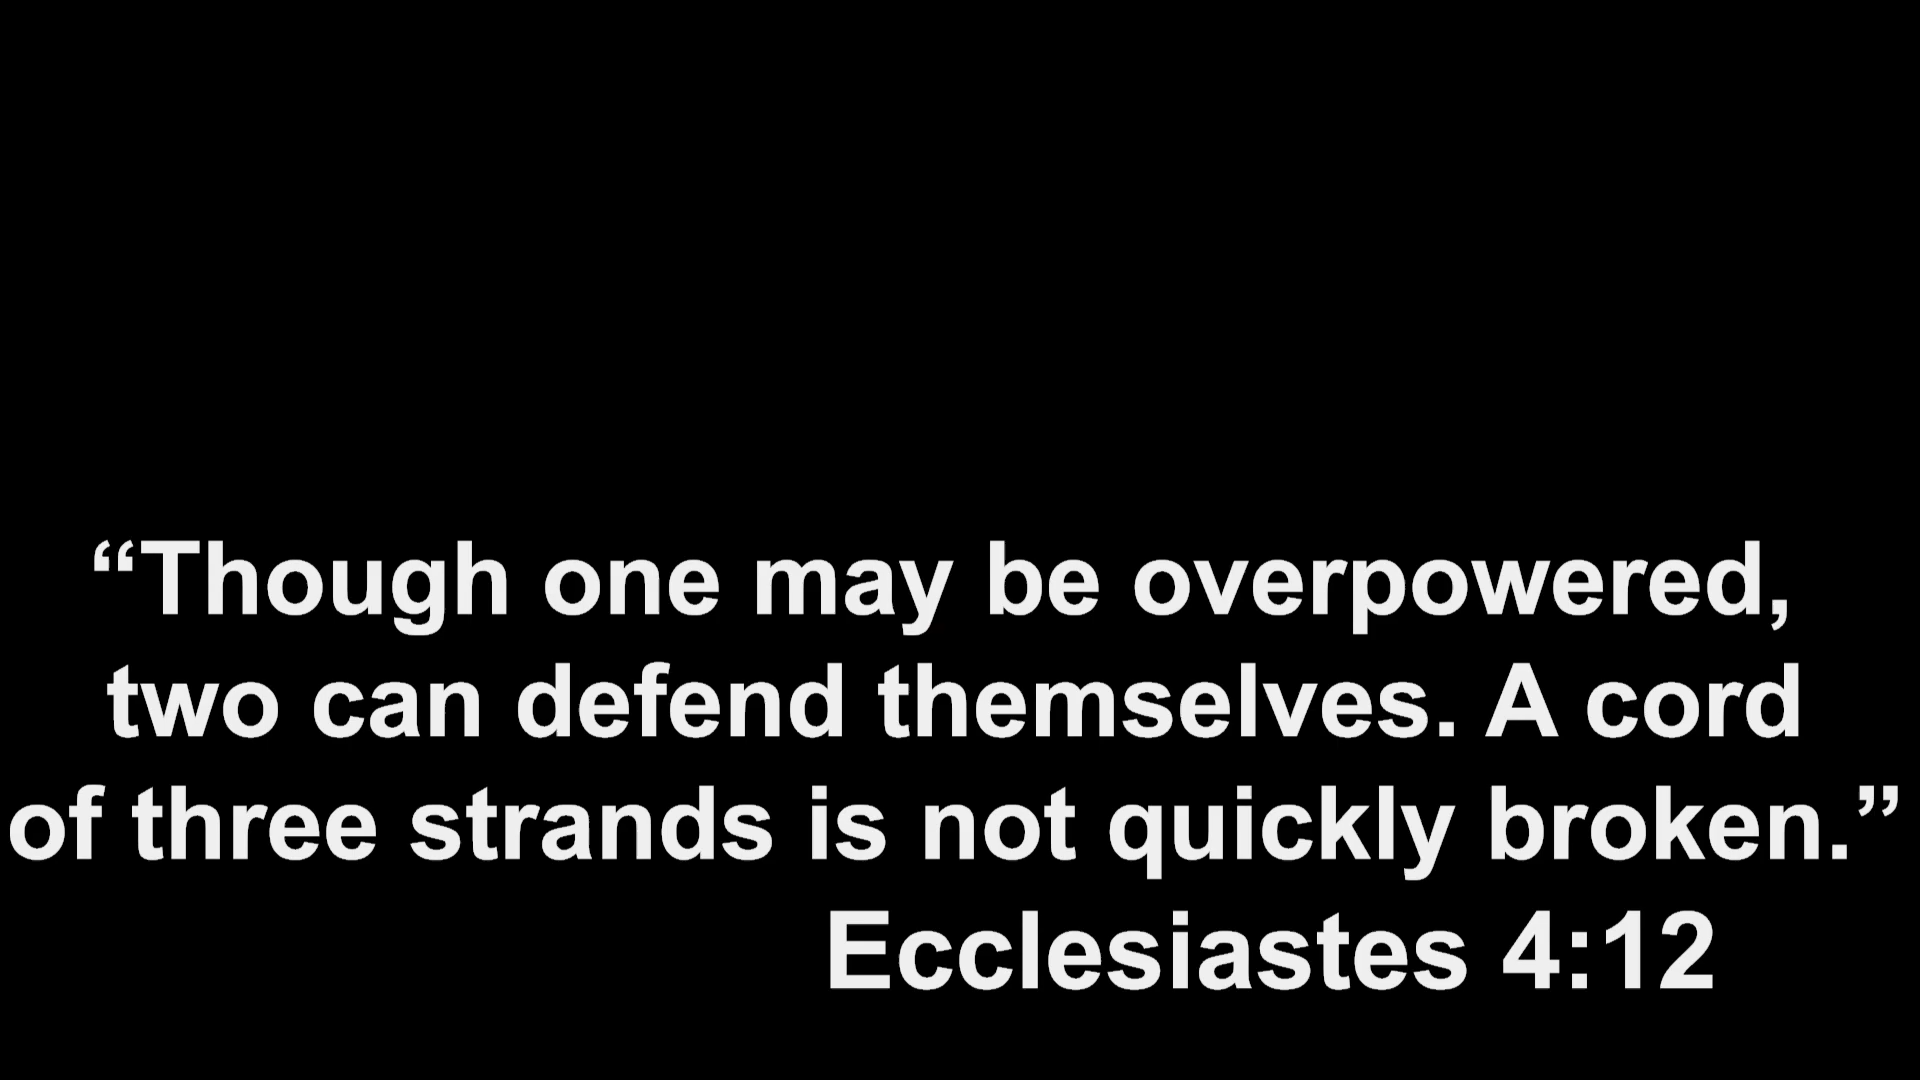 “Though one may be overpowered,
two can defend themselves. A cord
of three strands is not quickly broken.”
Ecclesiastes 4:12